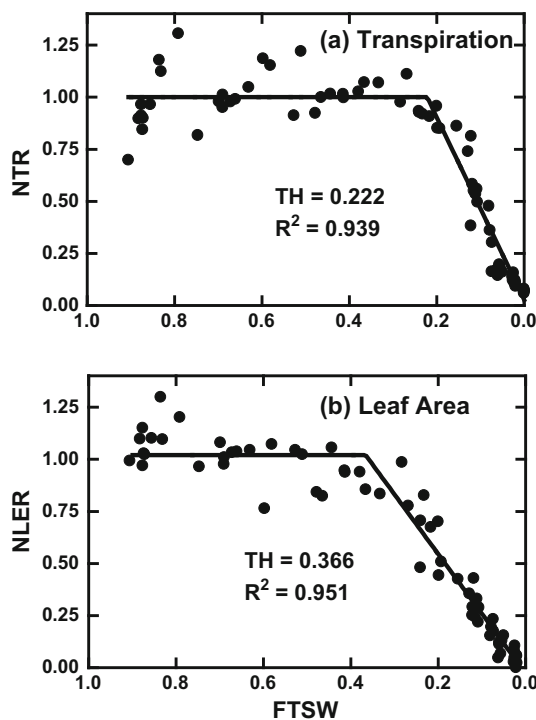 (a) Transpiration
1.25
1.00
0.75
0.50
0.25
0.00
NTR
TH = 0.222
R² = 0.939
1.0 0.8 0.6 0.4 0.2 0.0
(b) Leaf Area
1.25
1.00
0.75
0.50
0.25
0.00
NLER
TH = 0.366
R² = 0.951
1.0 0.8 0.6 0.4 0.2 0.0
FTSW